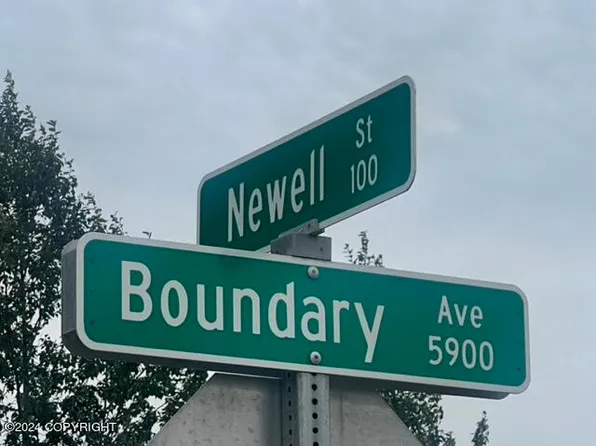 Newell St
100
Boundary Ave
5900
©2024 COPYRIGHT